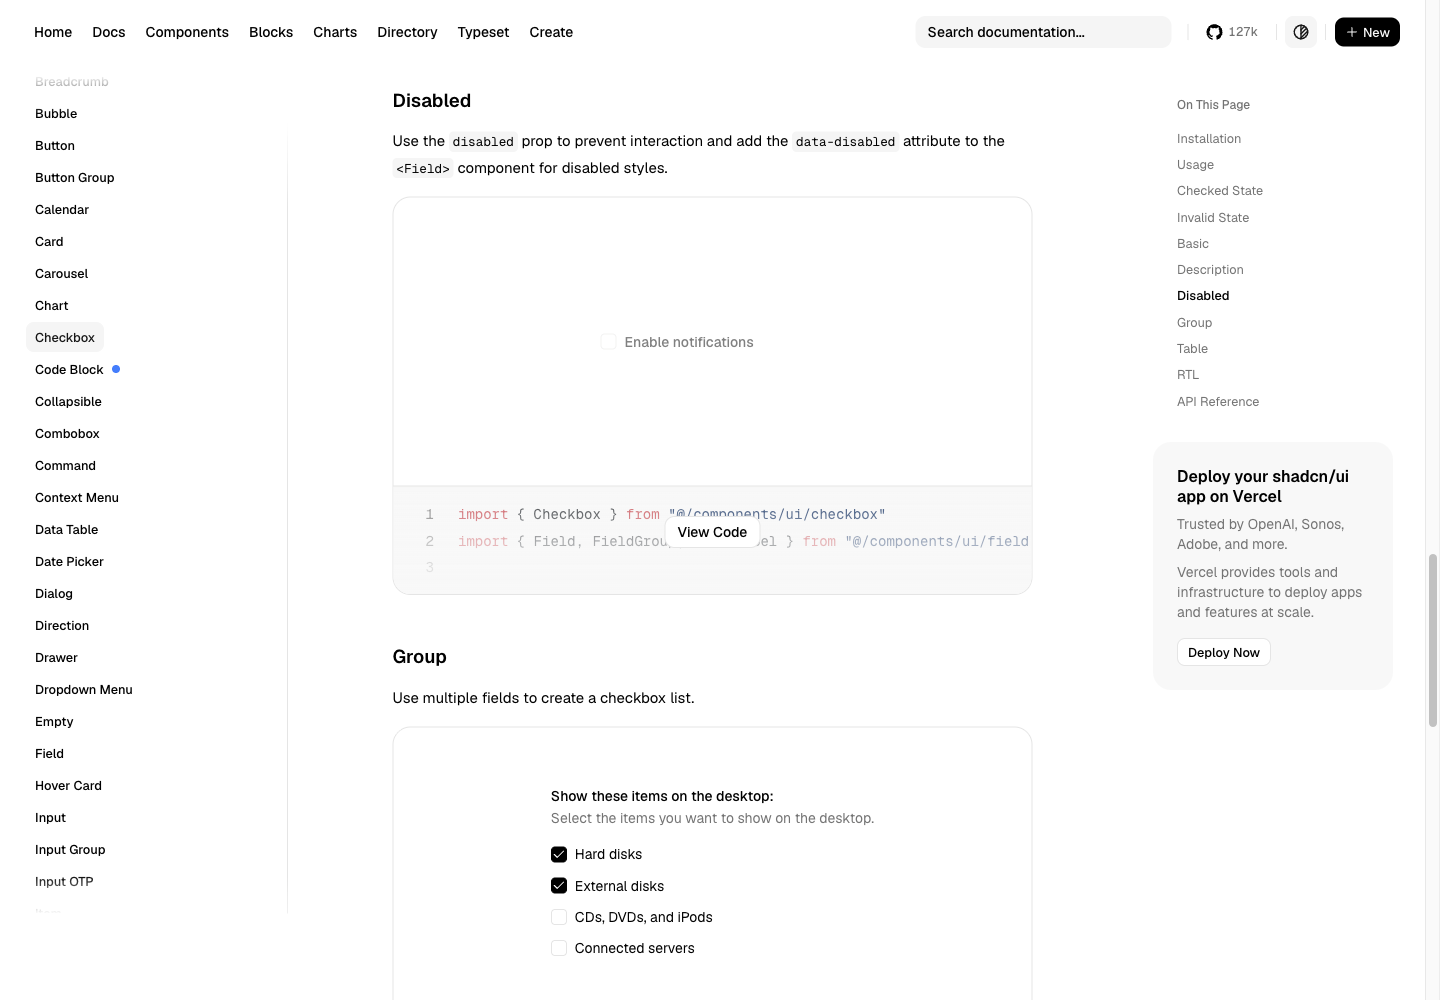 Home Docs Components Blocks Charts Directory Typeset Create
Search documentation...
127k
New
Breadcrumb
Bubble
Button
Button Group
Calendar
Card
Carousel
Chart
Checkbox
Code Block
Collapsible
Combobox
Command
Context Menu
Data Table
Date Picker
Dialog
Direction
Drawer
Dropdown Menu
Empty
Field
Hover Card
Input
Input Group
Input OTP
Disabled
Use the disabled prop to prevent interaction and add the data-disabled attribute to the
<Field> component for disabled styles.
Enable notifications
1 import { Checkbox } from "@/components/ui/checkbox"
View Code
2 import { Field, } from "@/components/ui/field
3
Group
Use multiple fields to create a checkbox list.
Show these items on the desktop:
Select the items you want to show on the desktop.
Hard disks
External disks
CDs, DVDs, and iPods
Connected servers
On This Page
Installation
Usage
Checked State
Invalid State
Basic
Description
Disabled
Group
Table
RTL
API Reference
Deploy your shadcn/ui
app on Vercel
Trusted by OpenAI, Sonos,
Adobe, and more.
Vercel provides tools and
infrastructure to deploy apps
and features at scale.
Deploy Now